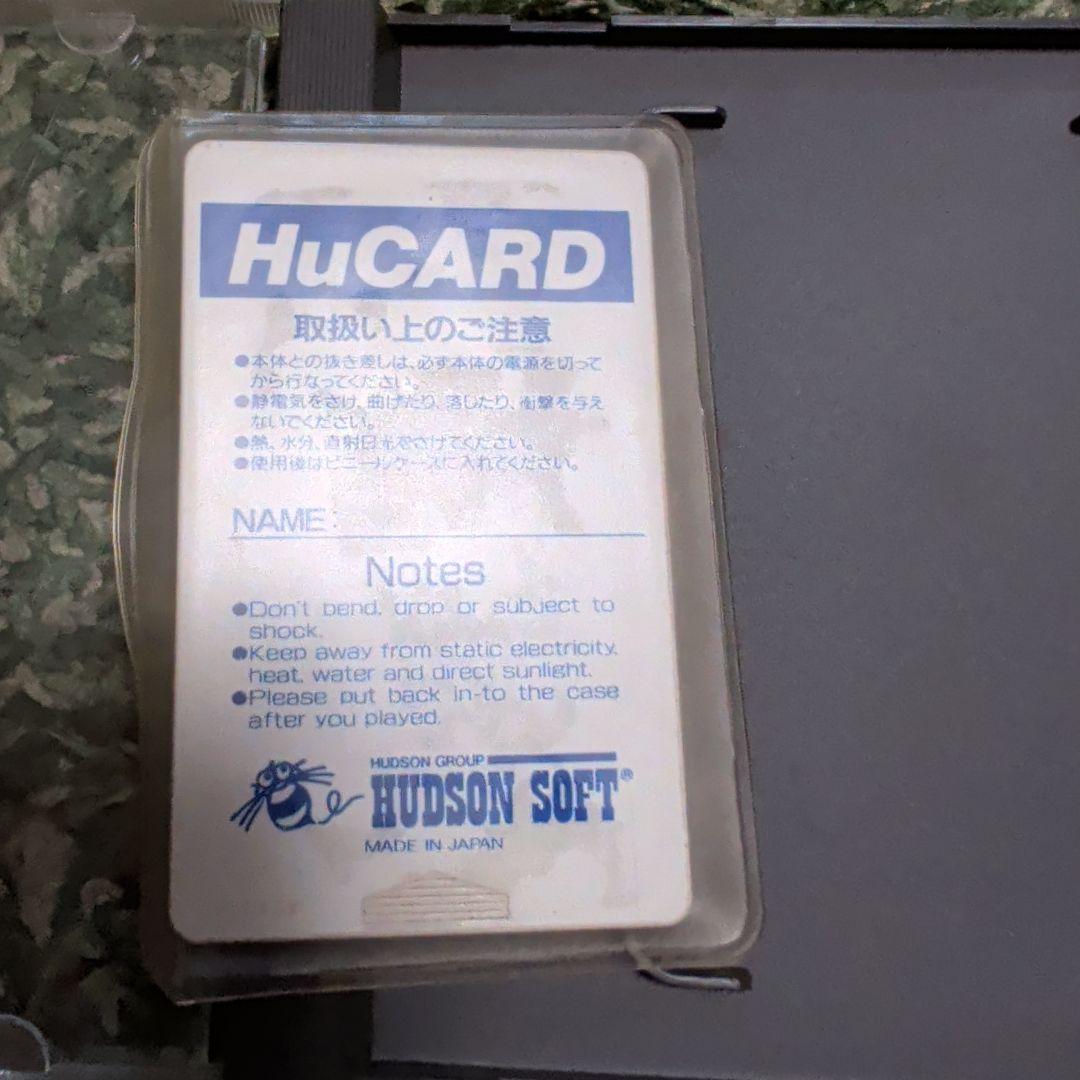 HuCARD
取扱い上のご注意
●本体との抜き差しは、必ず本体の電源を切って
から行なってください。
●静電気をさけ、曲げたり、落したり、衝撃を与え
ないでください。
●熱、水分、直射日光をさけてください。
●使用後はビニールケースに入れてください。
NAME:
Notes
●Don't bend, drop or subject to
shock.
●Keep away from static electricity,
heat, water and direct sunlight.
●Please put back in-to the case
after you played.
HUDSON GROUP
HUDSON SOFT®
MADE IN JAPAN